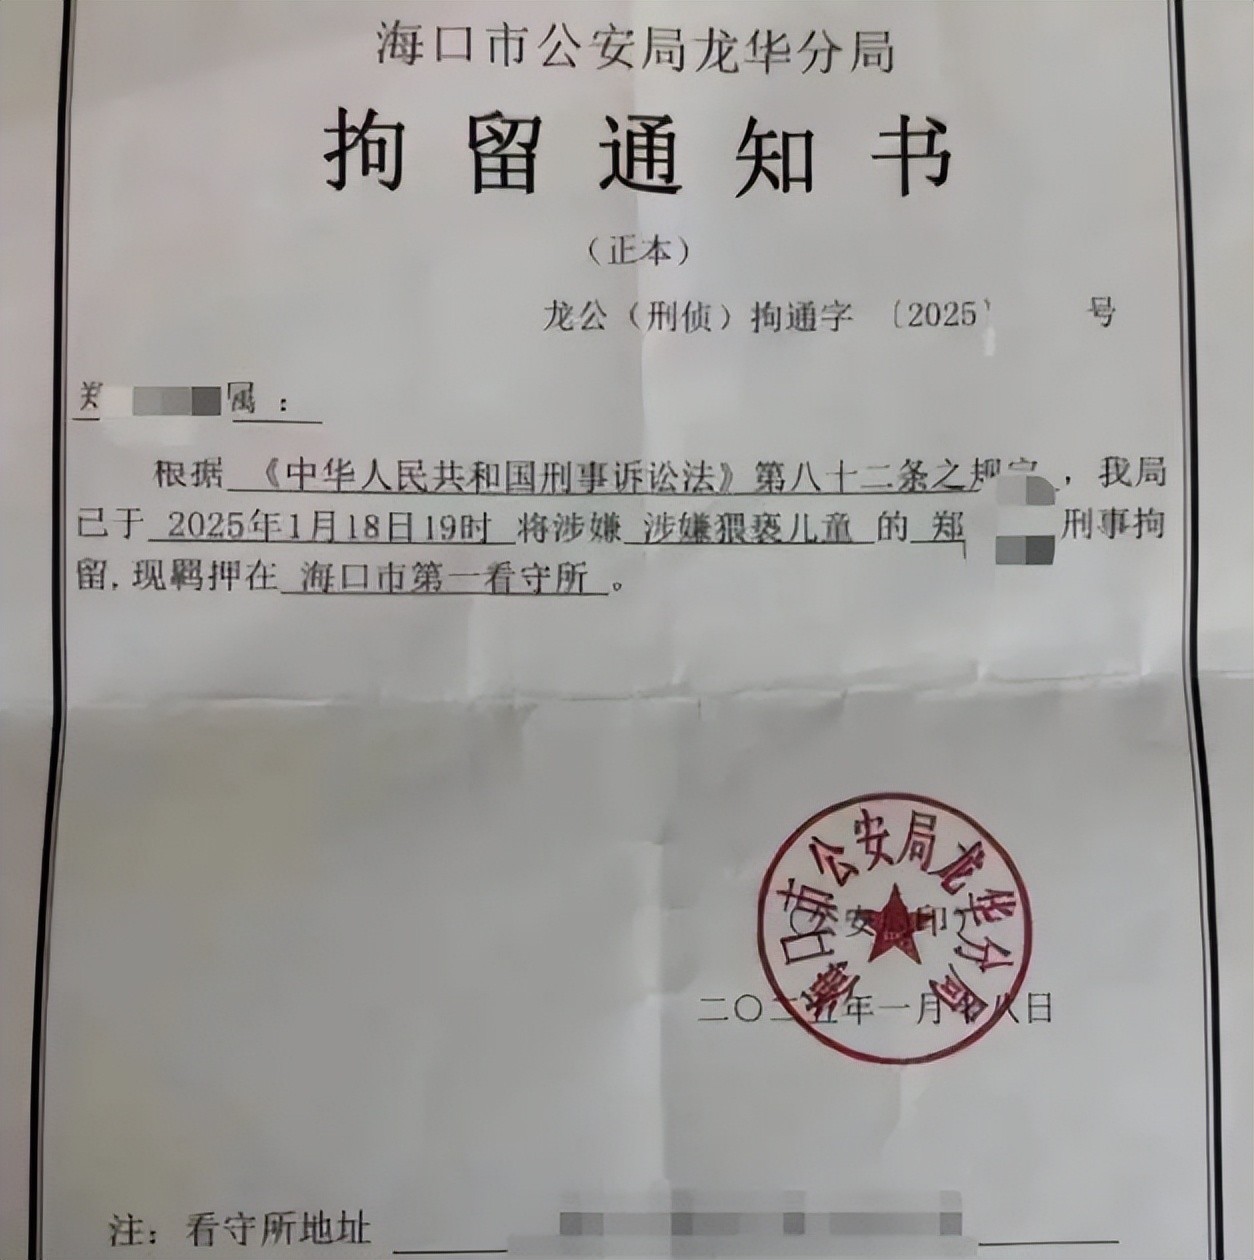 海口市公安局龙华分局
拘留通知书
（正本）
龙公（刑侦）拘通字 〔2025 号
属：
根据《中华人民共和国刑事诉讼法》第八十二条之规定，我局
已于 2025年1月18日19时 将涉嫌 涉嫌猥亵儿童 的 郑 刑事拘
留,现羁押在 海口市第一看守所 。
海口市公安局龙华分局
二〇二五年一月十八日
注：看守所地址